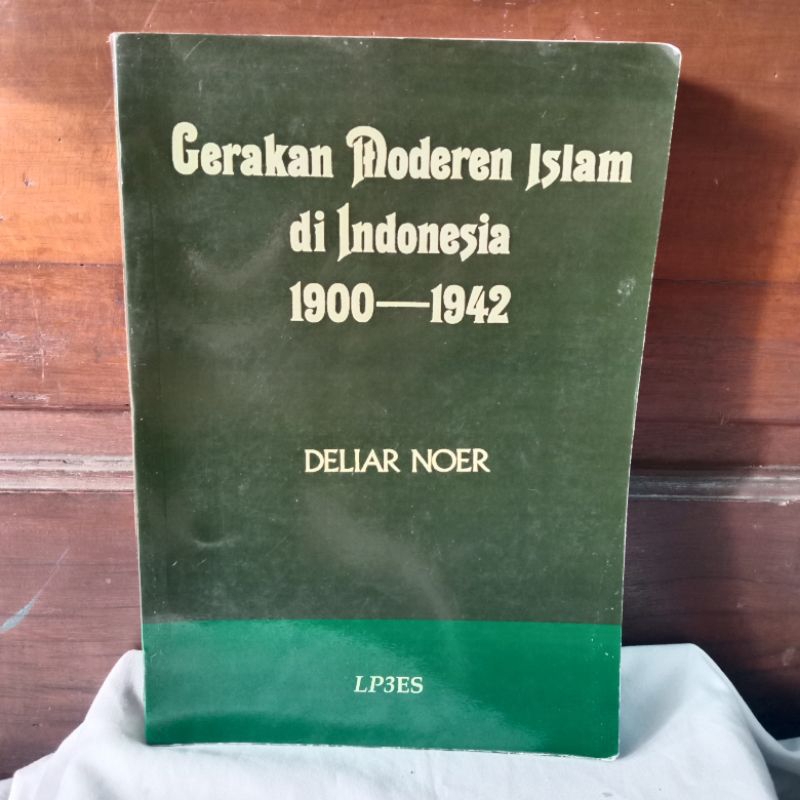 Gerakan Moderen Islam
di Indonesia
1900—1942
DELIAR NOER
LP3ES